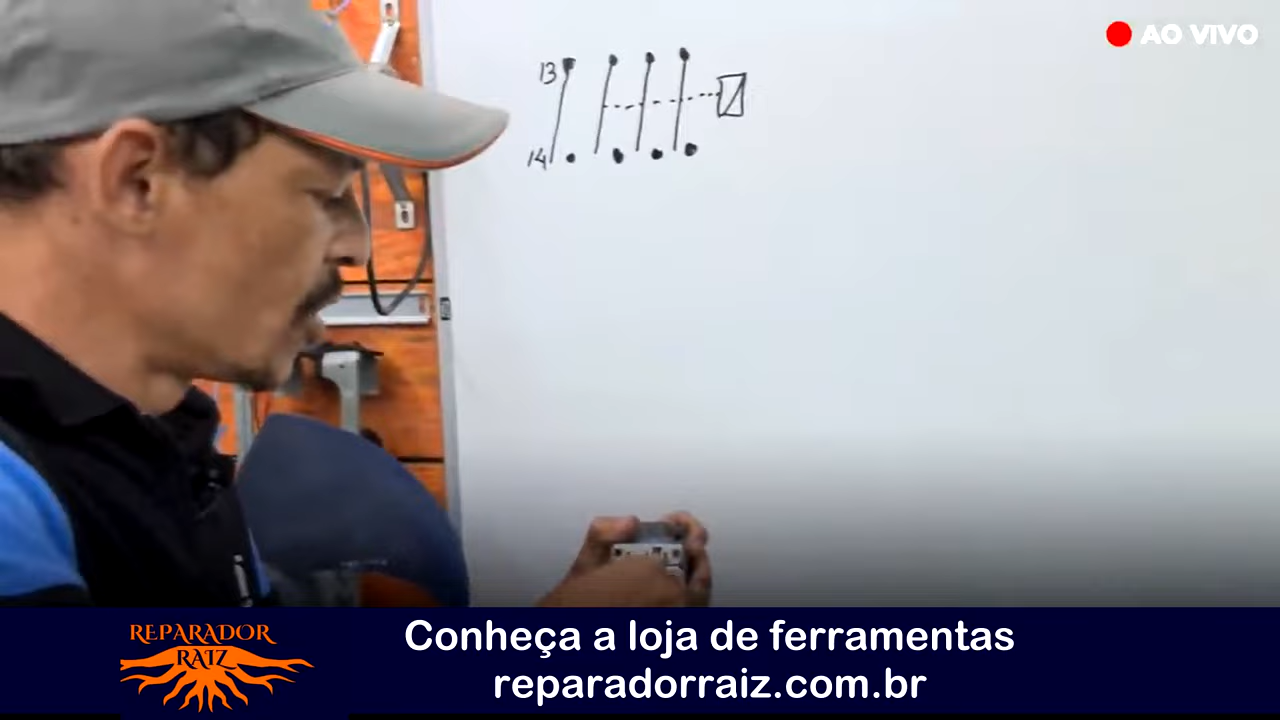 AO VIVO
13
14
REPARADOR
RAIZ
Conheça a loja de ferramentas
reparadorraiz.com.br